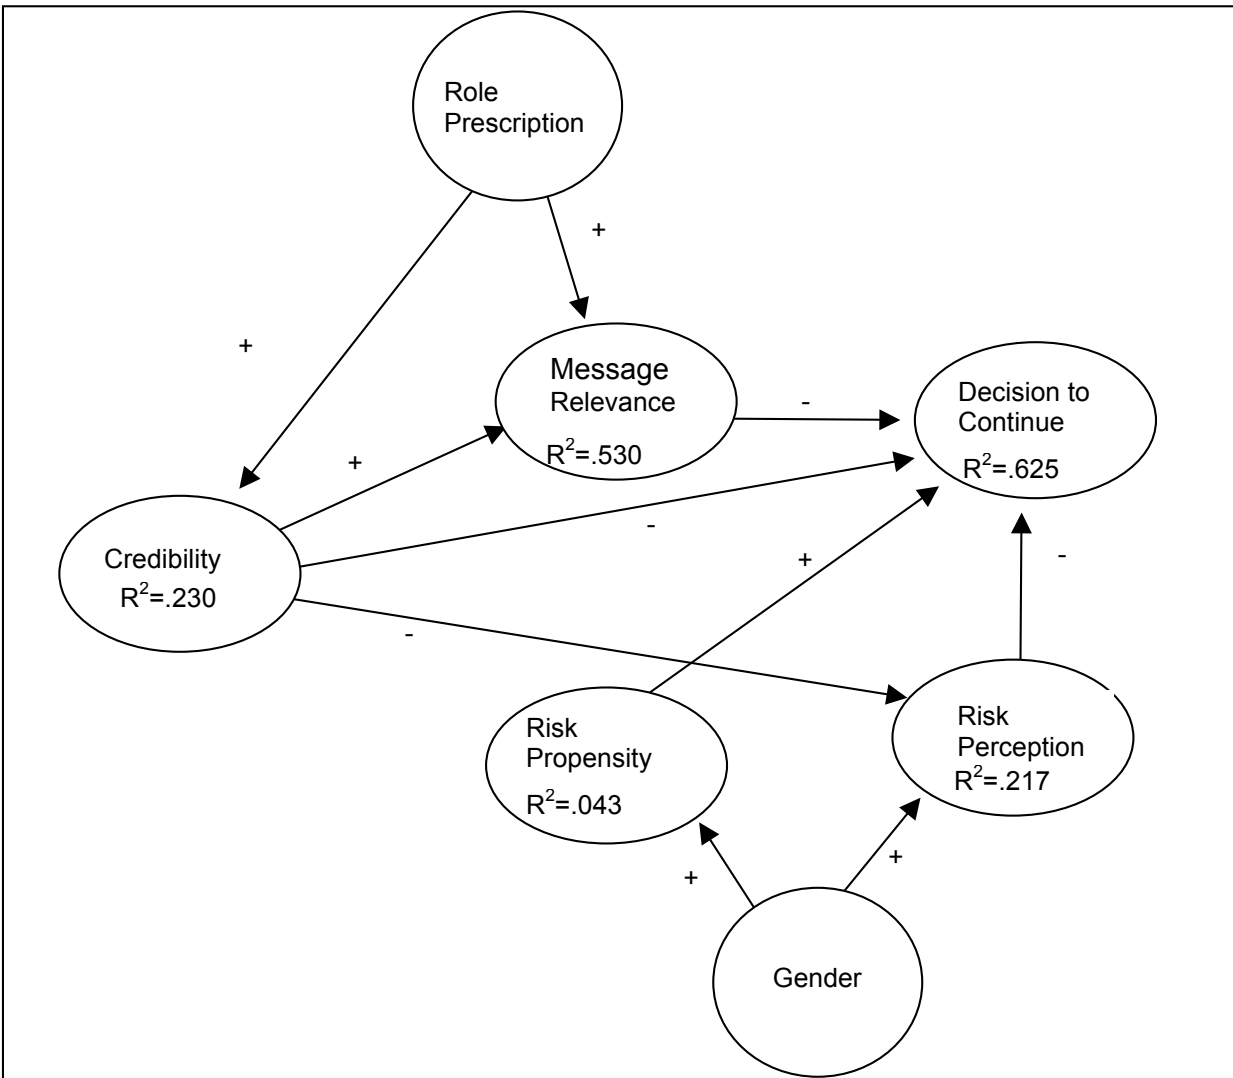 Role
Prescription
+
+
Message
Relevance
R²=.530
-
Decision to
Continue
R²=.625
+
Credibility
R²=.230
-
+
-
-
Risk
Propensity
R²=.043
Risk
Perception
R²=.217
+
+
Gender